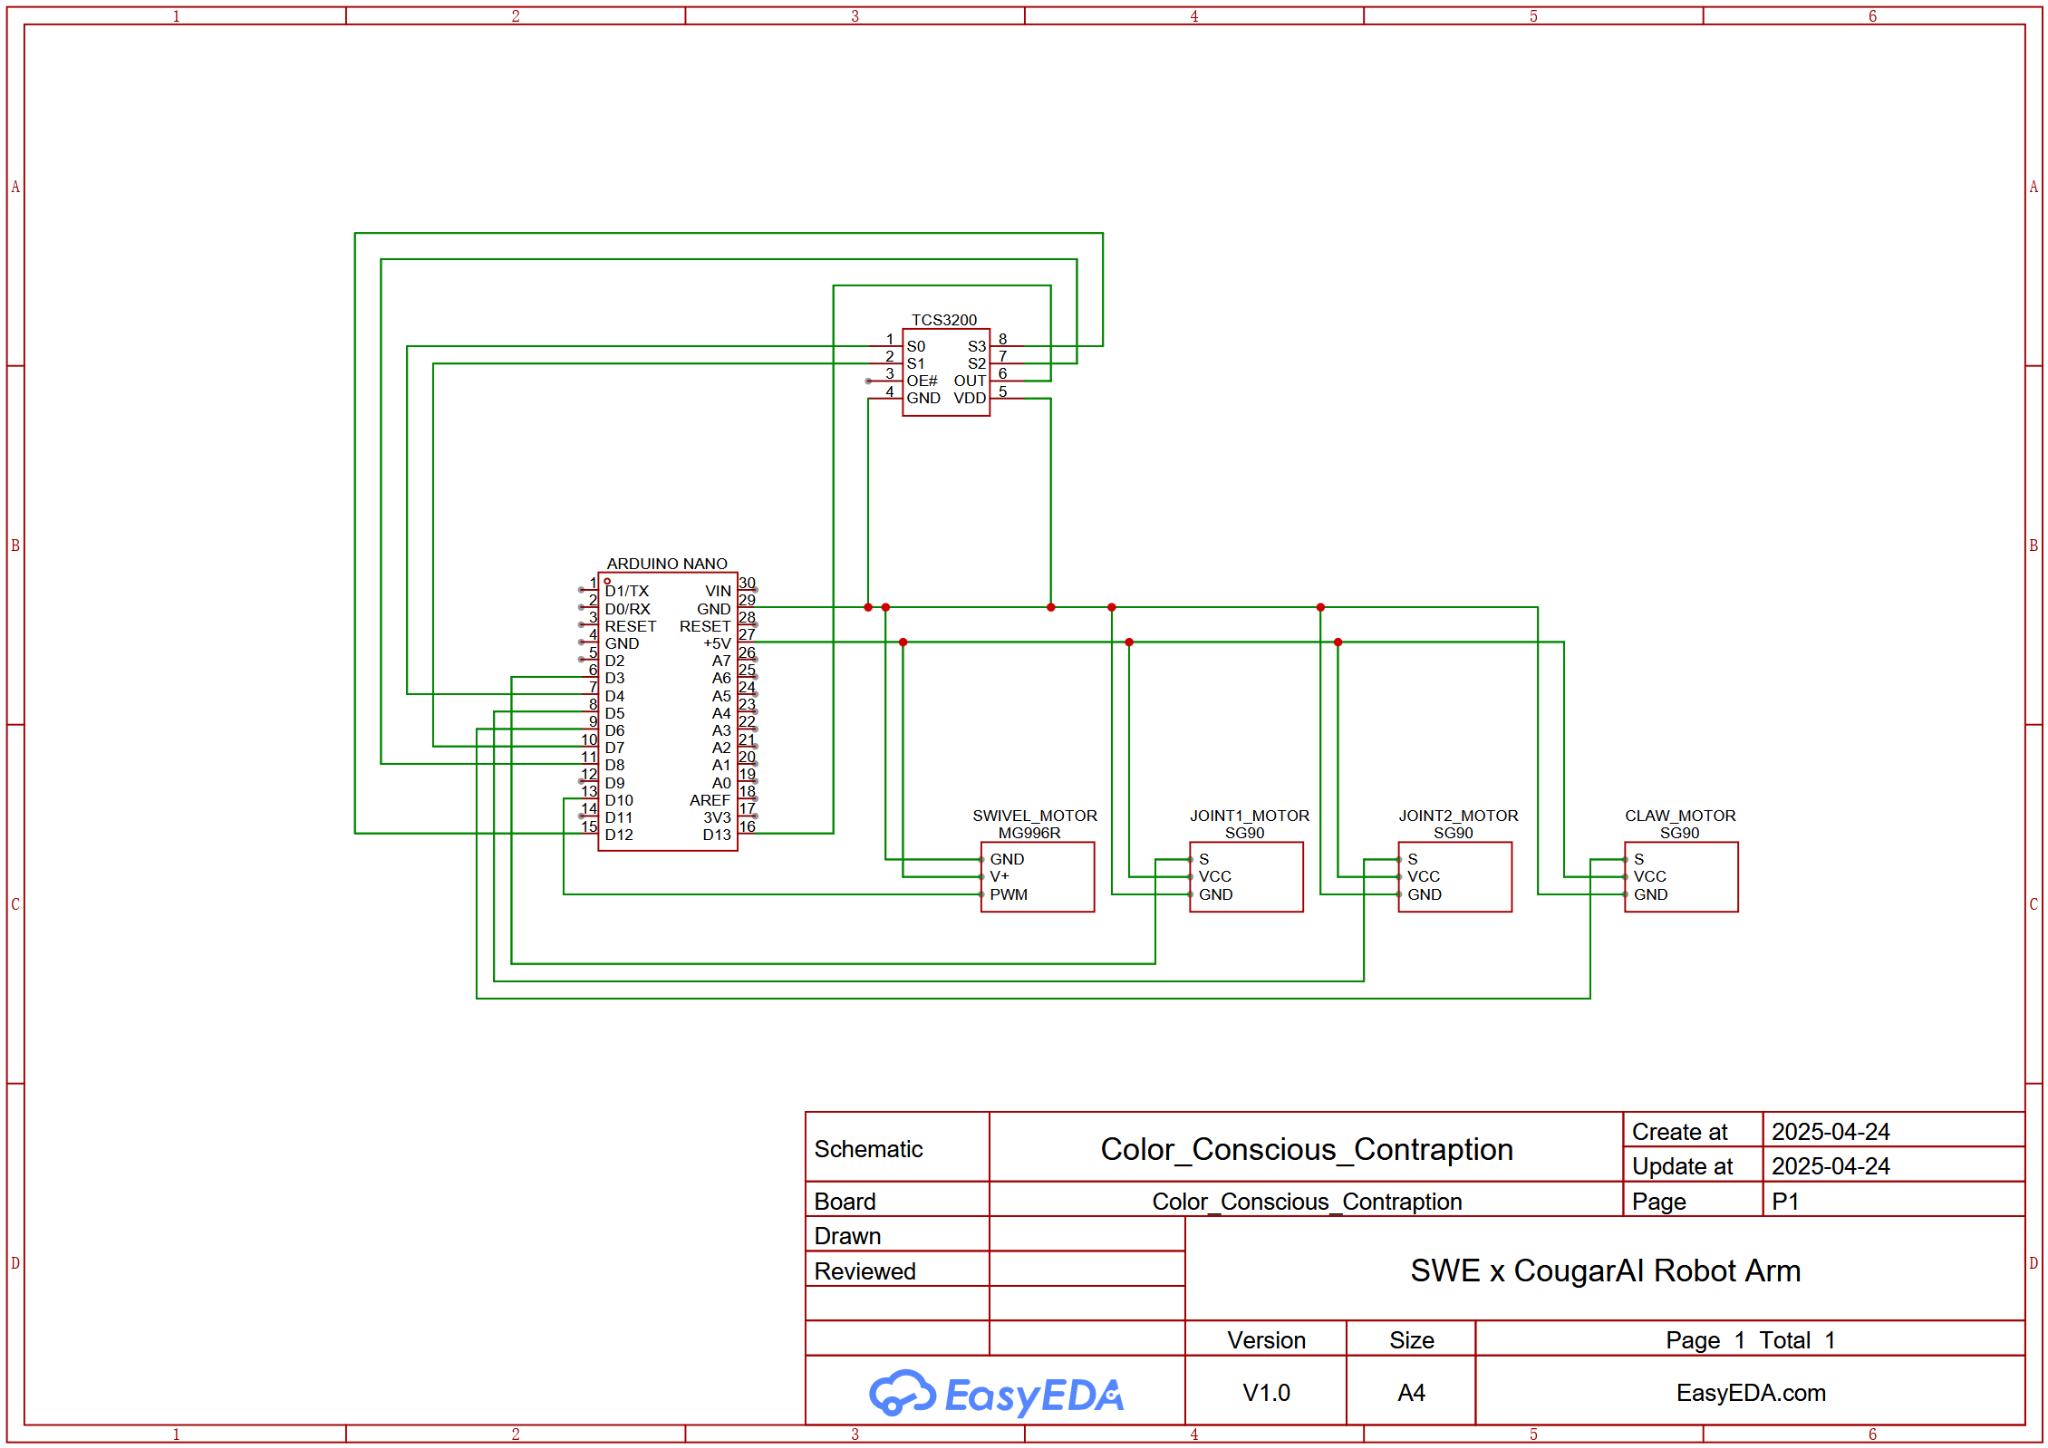 1 2 3 4 5 6
A A
B B
C C
D D
TCS3200
1 S0 S3 8
2 S1 S2 7
3 OE# OUT 6
4 GND VDD 5
ARDUINO NANO
1 D1/TX VIN 30
2 D0/RX GND 29
3 RESET RESET 28
4 GND +5V 27
5 D2 A7 26
6 D3 A6 25
7 D4 A5 24
8 D5 A4 23
9 D6 A3 22
10 D7 A2 21
11 D8 A1 20
12 D9 A0 19
13 D10 AREF 18
14 D11 3V3 17
15 D12 D13 16
SWIVEL_MOTOR
MG996R
GND
V+
PWM
JOINT1_MOTOR
SG90
S
VCC
GND
JOINT2_MOTOR
SG90
S
VCC
GND
CLAW_MOTOR
SG90
S
VCC
GND
Schematic Color_Conscious_Contraption Create at 2025-04-24
Update at 2025-04-24
Board Color_Conscious_Contraption Page P1
Drawn
Reviewed
SWE x CougarAI Robot Arm
Version Size Page 1 Total 1
EasyEDA V1.0 A4 EasyEDA.com
1 2 3 4 5 6